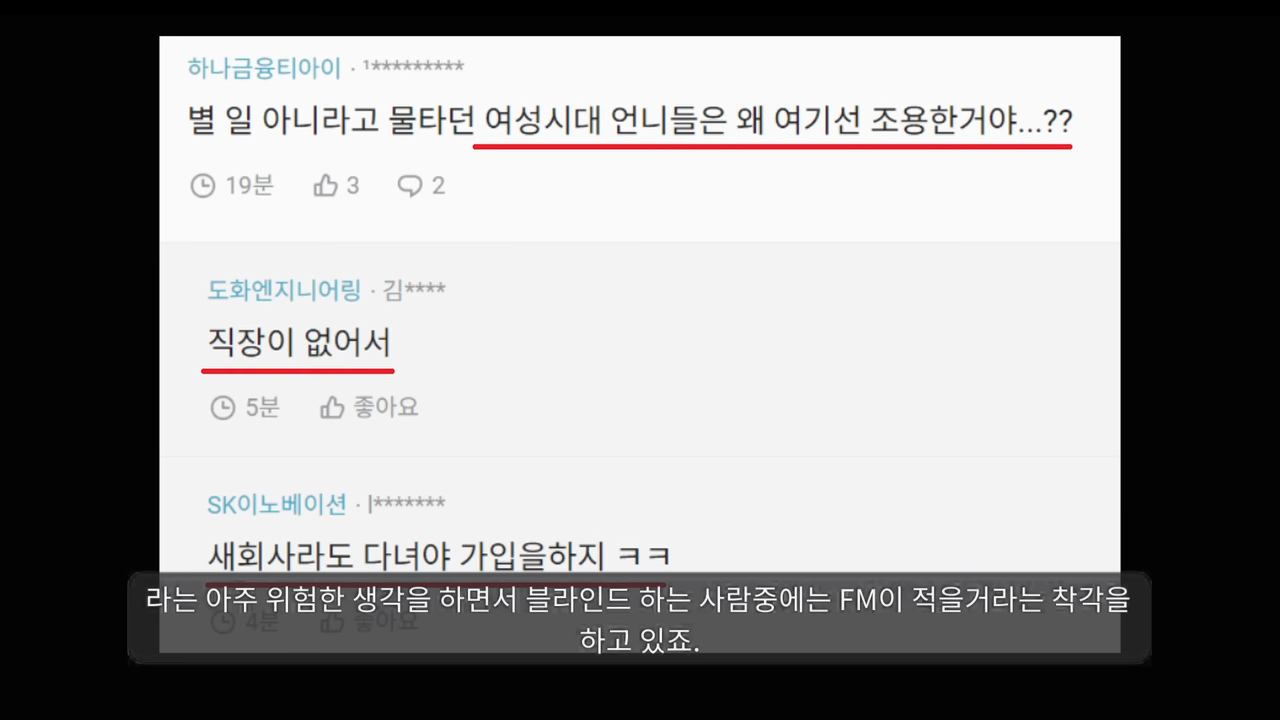 하나금융티아이 · ¹*********
별 일 아니라고 물타던 여성시대 언니들은 왜 여기선 조용한거야...??
19분 3 2
도화엔지니어링 · 김****
직장이 없어서
5분 좋아요
SK이노베이션 · l*******
새회사라도 다녀야 가입을하지 ㅋㅋ
4분 좋아요
라는 아주 위험한 생각을 하면서 블라인드 하는 사람중에는 FM이 적을거라는 착각을
하고 있죠.